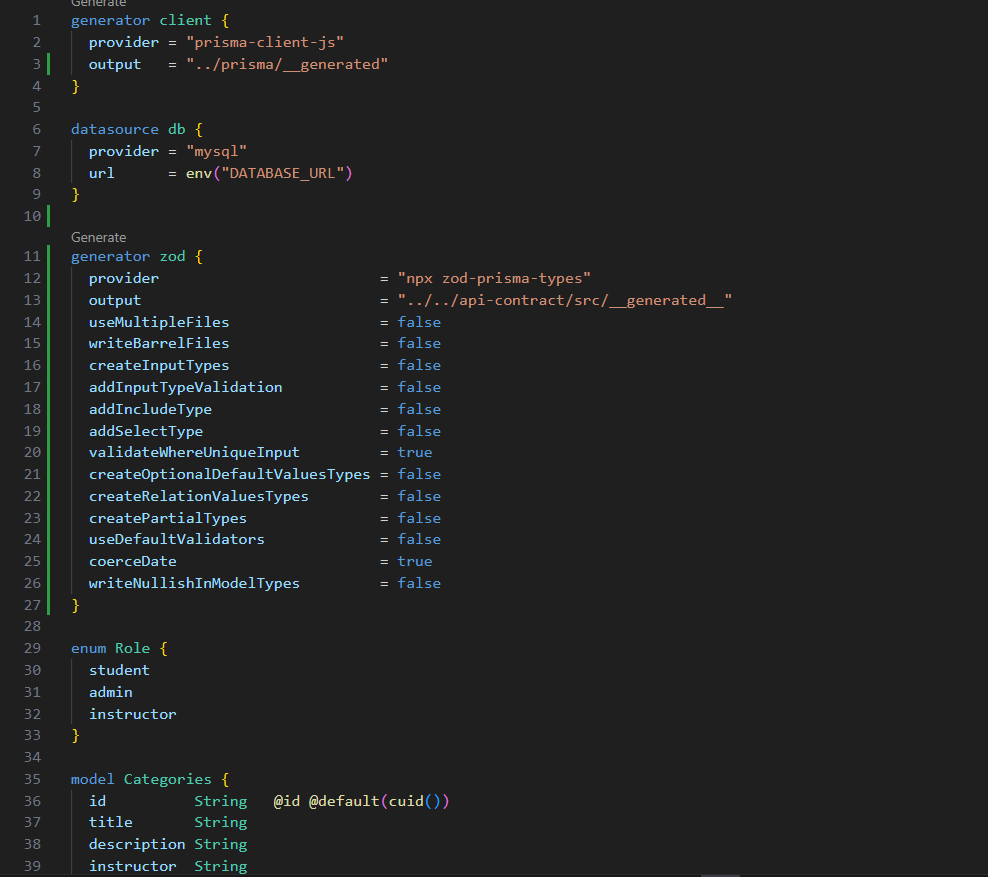 Generate
1 generator client {
2   provider = "prisma-client-js"
3   output   = "../prisma/__generated"
4 }
5
6 datasource db {
7   provider = "mysql"
8   url      = env("DATABASE_URL")
9 }
10
Generate
11 generator zod {
12   provider                         = "npx zod-prisma-types"
13   output                           = "../../api-contract/src/__generated__"
14   useMultipleFiles                 = false
15   writeBarrelFiles                 = false
16   createInputTypes                 = false
17   addInputTypeValidation           = false
18   addIncludeType                   = false
19   addSelectType                    = false
20   validateWhereUniqueInput         = true
21   createOptionalDefaultValuesTypes = false
22   createRelationValuesTypes        = false
23   createPartialTypes               = false
24   useDefaultValidators             = false
25   coerceDate                       = true
26   writeNullishInModelTypes         = false
27 }
28
29 enum Role {
30   student
31   admin
32   instructor
33 }
34
35 model Categories {
36   id          String   @id @default(cuid())
37   title       String
38   description String
39   instructor  String